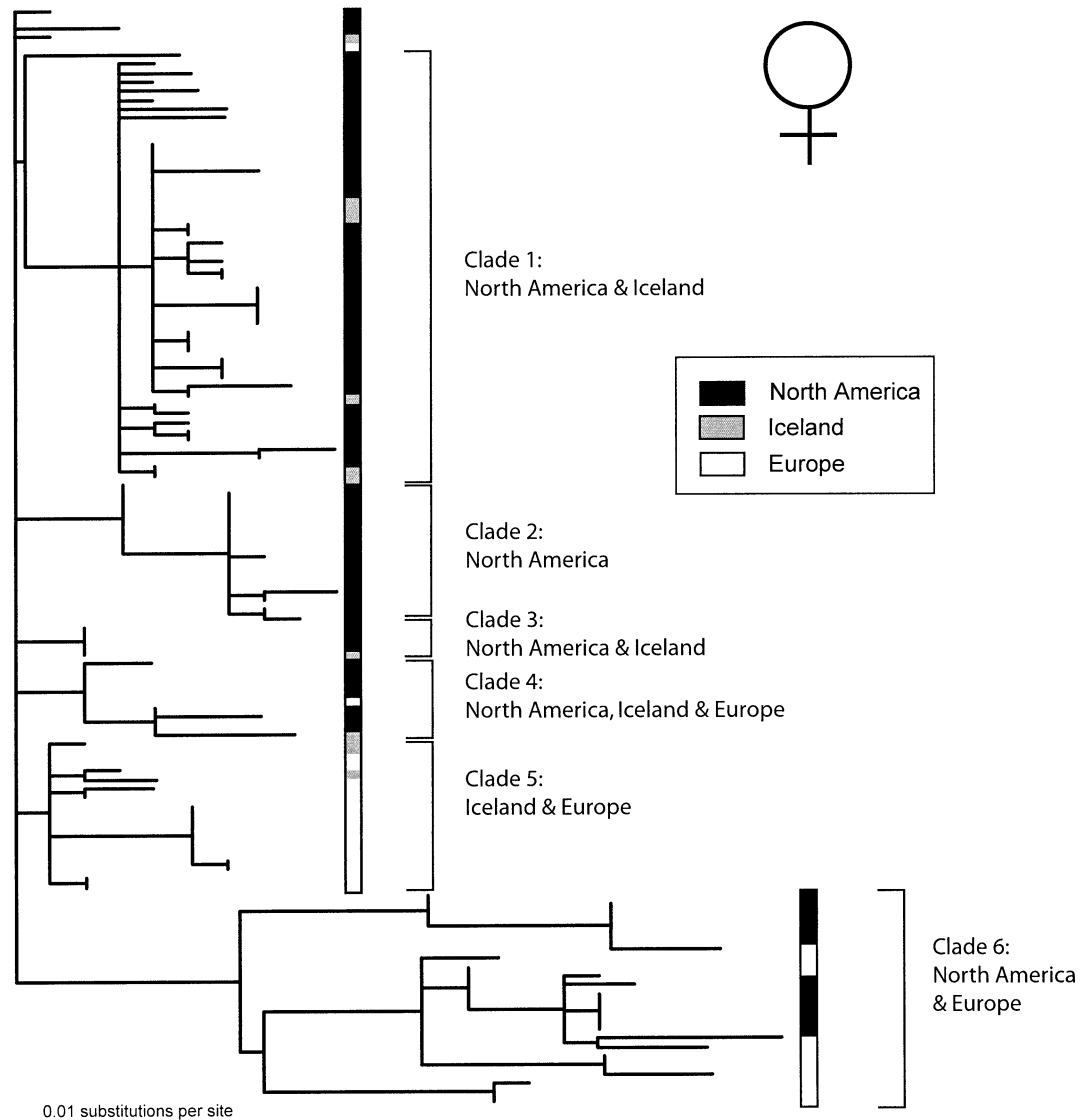 Clade 1:
North America & Iceland
North America
Iceland
Europe
Clade 2:
North America
Clade 3:
North America & Iceland
Clade 4:
North America, Iceland & Europe
Clade 5:
Iceland & Europe
Clade 6:
North America
& Europe
0.01 substitutions per site